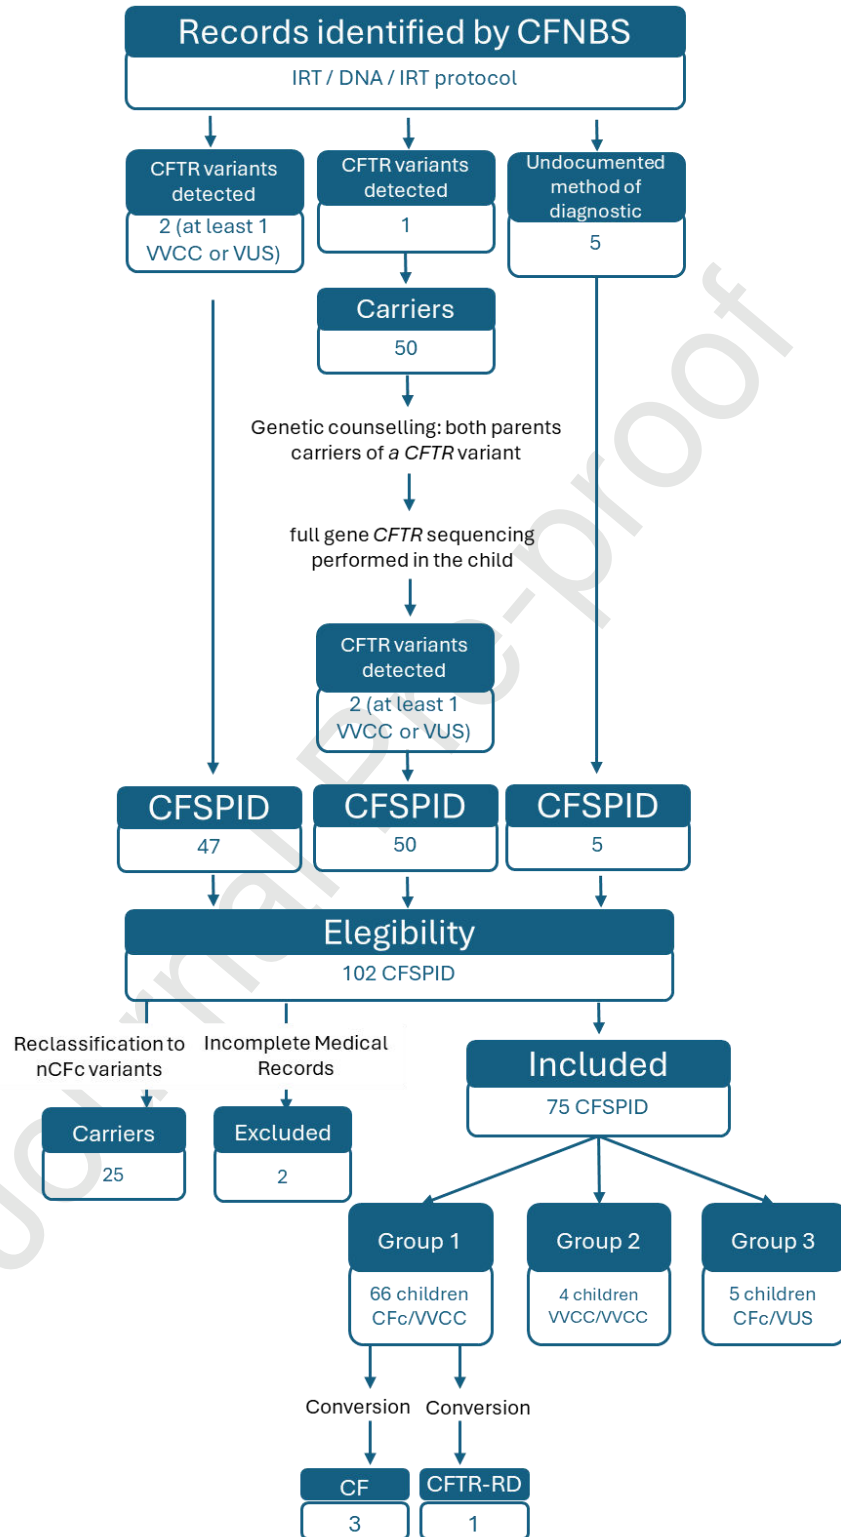 Records identified by CFNBS
IRT / DNA / IRT protocol
CFTR variants
detected
2 (at least 1
VVCC or VUS)
CFTR variants
detected
1
Undocumented
method of
diagnostic
5
Carriers
50
Genetic counselling: both parents
carriers of a CFTR variant
full gene CFTR sequencing
performed in the child
CFTR variants
detected
2 (at least 1
VVCC or VUS)
CFSPID
47
CFSPID
50
CFSPID
5
Elegibility
102 CFSPID
Reclassification to
nCFc variants
Incomplete Medical
Records
Carriers
25
Excluded
2
Included
75 CFSPID
Group 1
66 children
CFc/VVCC
Group 2
4 children
VVCC/VVCC
Group 3
5 children
CFc/VUS
Conversion
Conversion
CF
3
CFTR-RD
1
Journal Pre-proof